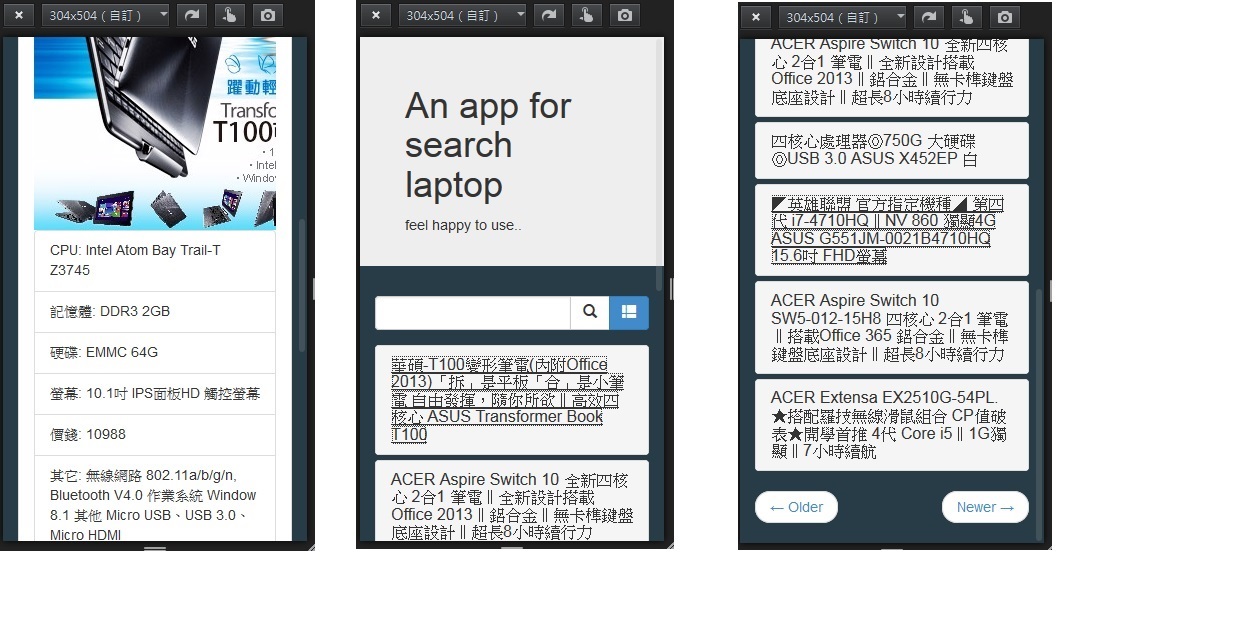 304x504 ( 自訂 )
躍動輕
Transfo
T100
• 1
• Intel
• Windo
CPU: Intel Atom Bay Trail-T
Z3745
記憶體: DDR3 2GB
硬碟: EMMC 64G
螢幕: 10.1吋 IPS面板HD 觸控螢幕
價錢: 10988
其它: 無線網路 802.11a/b/g/n,
Bluetooth V4.0 作業系統 Window
8.1 其他 Micro USB、USB 3.0、
Micro HDMI
304x504 ( 自訂 )
An app for
search
laptop
feel happy to use..
華碩-T100變形筆電(內附Office
2013)「拆」是平板「合」是小筆
電 自由發揮，隨你所欲 ∥ 高效四
核心 ASUS Transformer Book
T100
ACER Aspire Switch 10 全新四核
心 2合1 筆電 ∥ 全新設計搭載
Office 2013 ∥ 鋁合金 ∥ 無卡榫鍵盤
底座設計 ∥ 超長8小時續行力
304x504 ( 自訂 )
ACER Aspire Switch 10 全新四核
心 2合1 筆電 ∥ 全新設計搭載
Office 2013 ∥ 鋁合金 ∥ 無卡榫鍵盤
底座設計 ∥ 超長8小時續行力
四核心處理器◎750G 大硬碟
◎USB 3.0 ASUS X452EP 白
◤英雄聯盟 官方指定機種◢ 第四
代 i7-4710HQ ∥ NV 860 獨顯4G
ASUS G551JM-0021B4710HQ
15.6吋 FHD螢幕
ACER Aspire Switch 10
SW5-012-15H8 四核心 2合1 筆電
∥ 搭載Office 365 鋁合金 ∥ 無卡榫
鍵盤底座設計 ∥ 超長8小時續行力
ACER Extensa EX2510G-54PL.
★搭配羅技無線滑鼠組合 CP值破
表★開學首推 4代 Core i5 ∥ 1G獨
顯 ∥ 7小時續航
← Older
Newer →